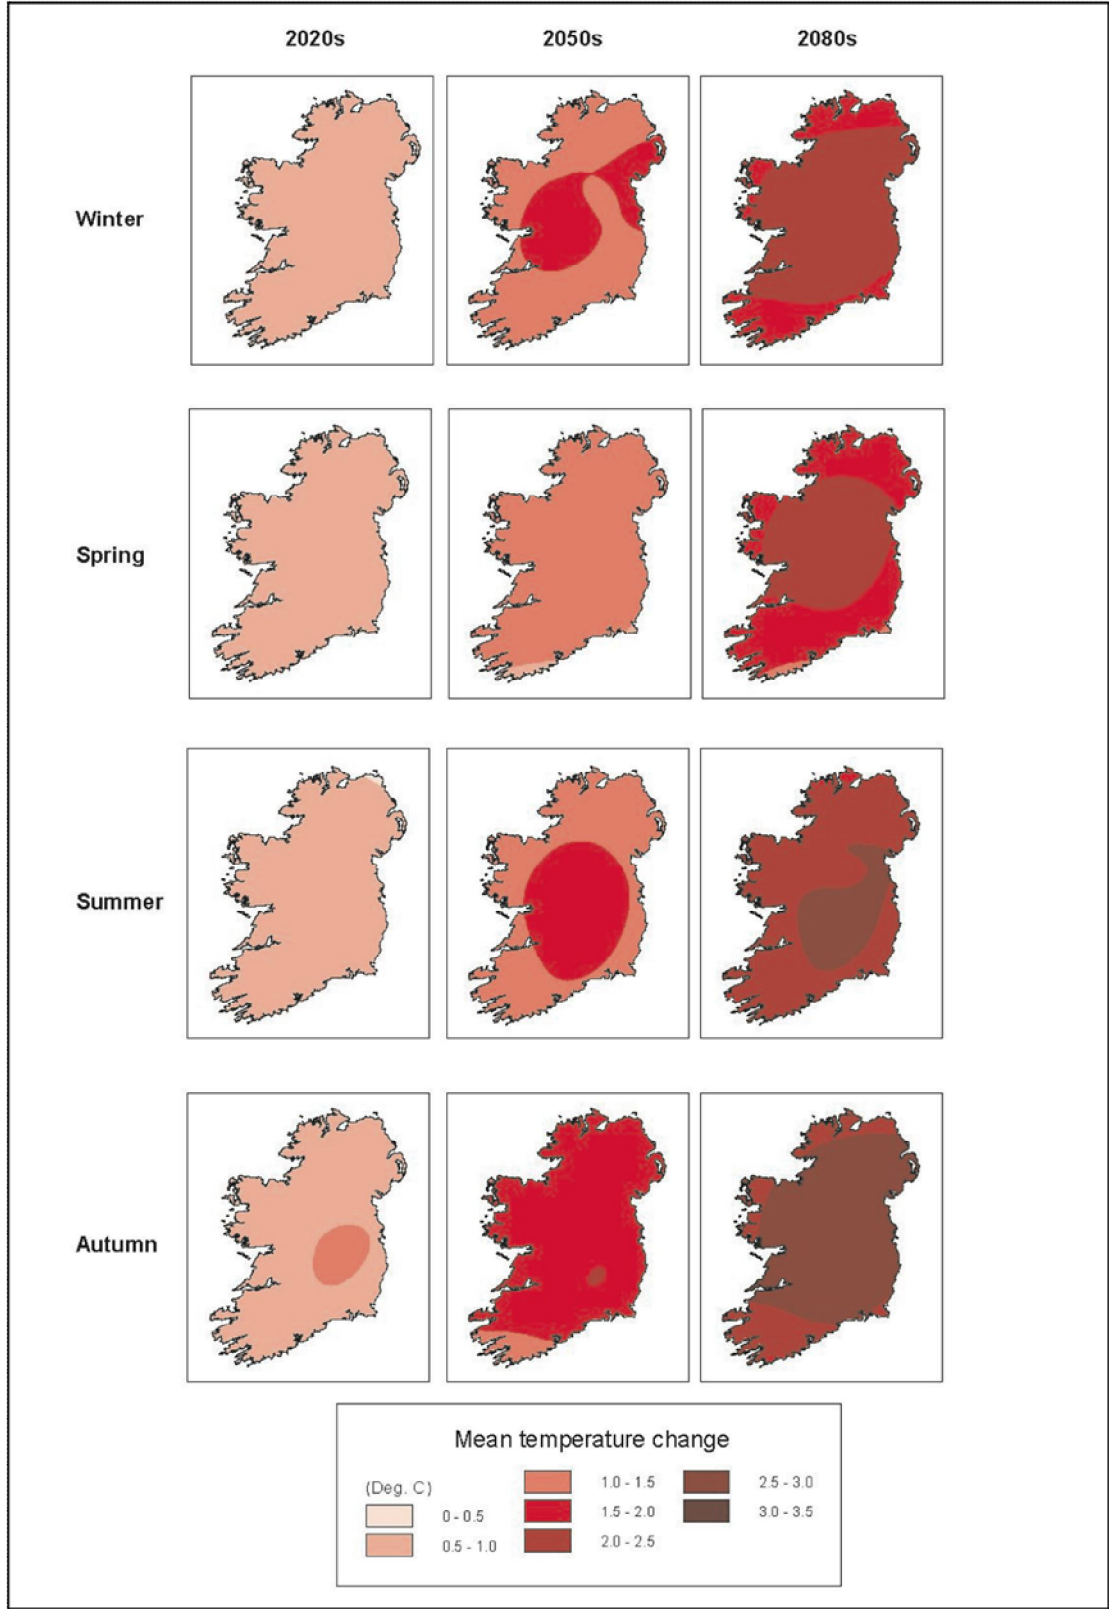 2020s 2050s 2080s
Winter
Spring
Summer
Autumn
Mean temperature change
(Deg. C)
0 - 0.5
0.5 - 1.0
1.0 - 1.5
1.5 - 2.0
2.0 - 2.5
2.5 - 3.0
3.0 - 3.5